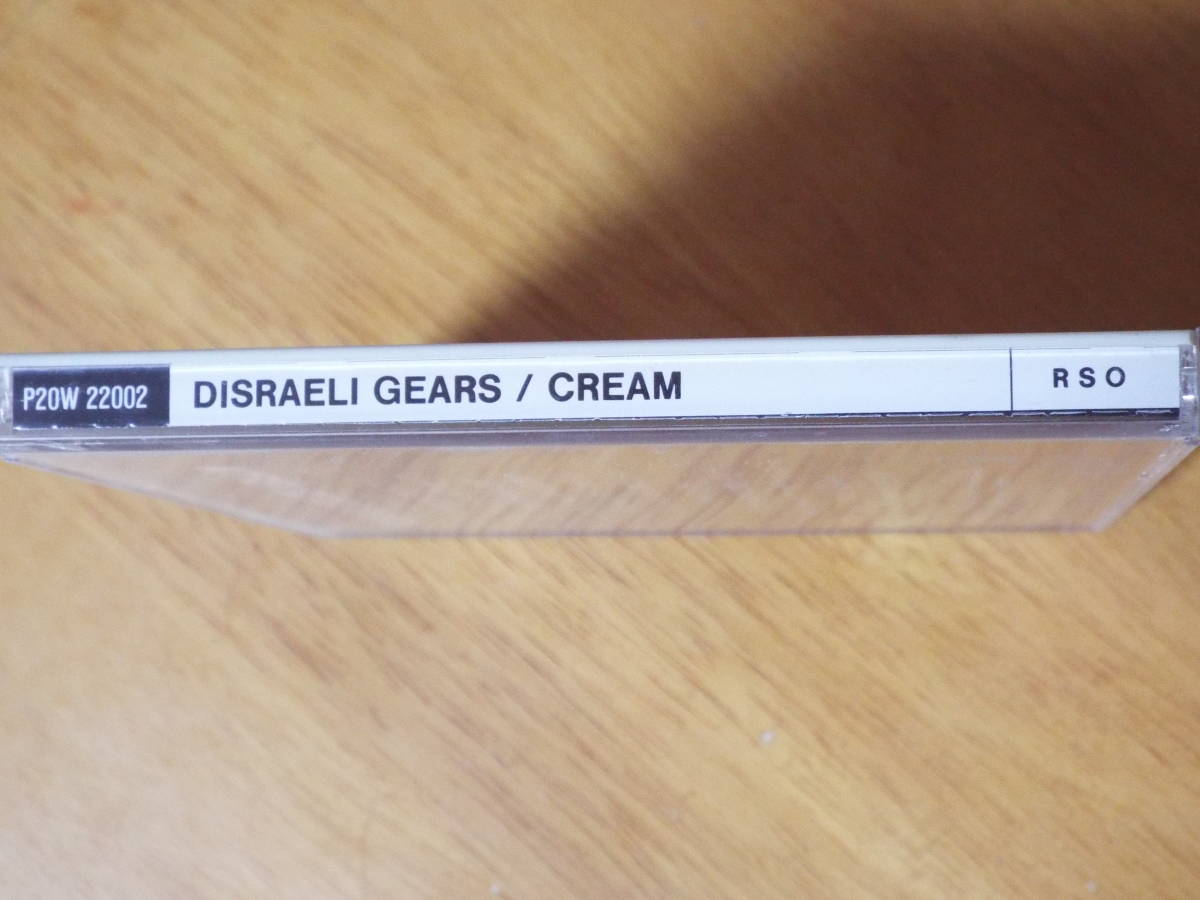 P20W 22002 DISRAELI GEARS / CREAM RSO